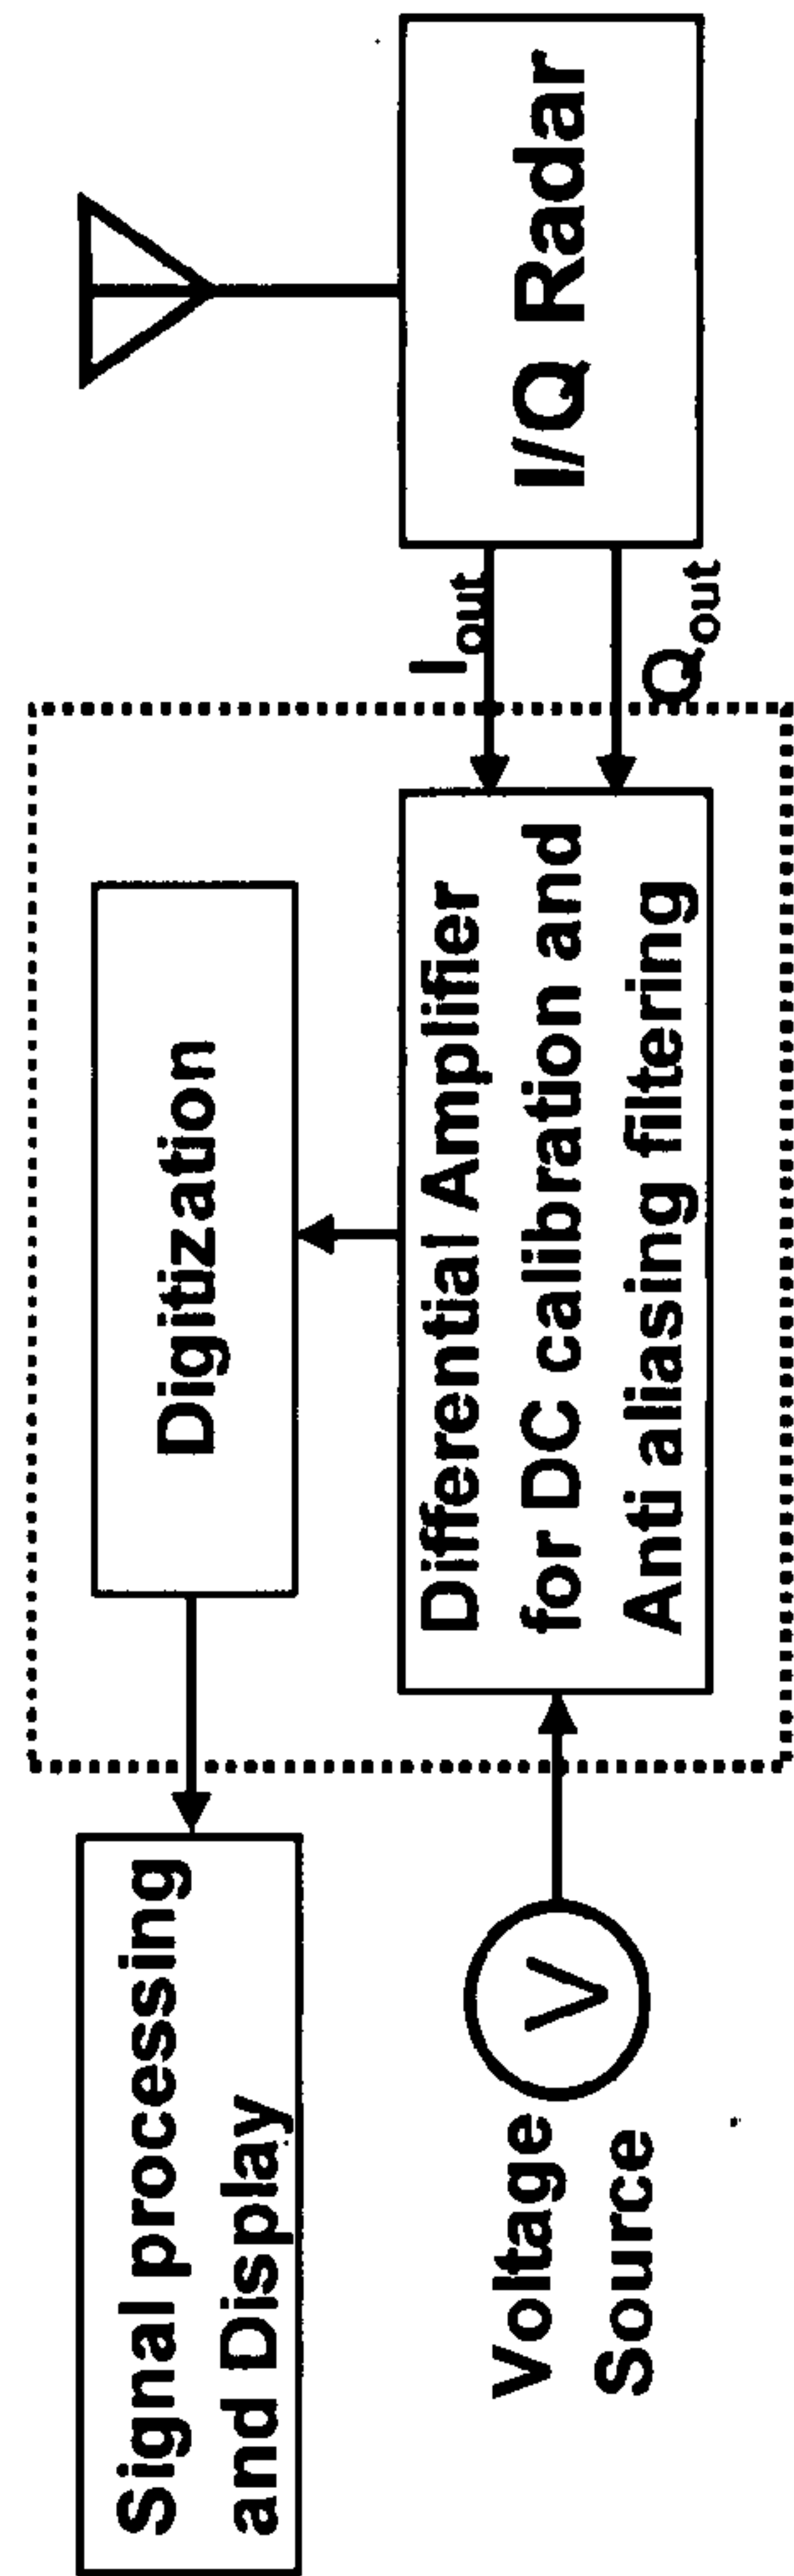 Signal processing
and Display
Digitization
Voltage
Source
V
Differential Amplifier
for DC calibration and
Anti aliasing filtering
I_out
Q_out
I/Q Radar